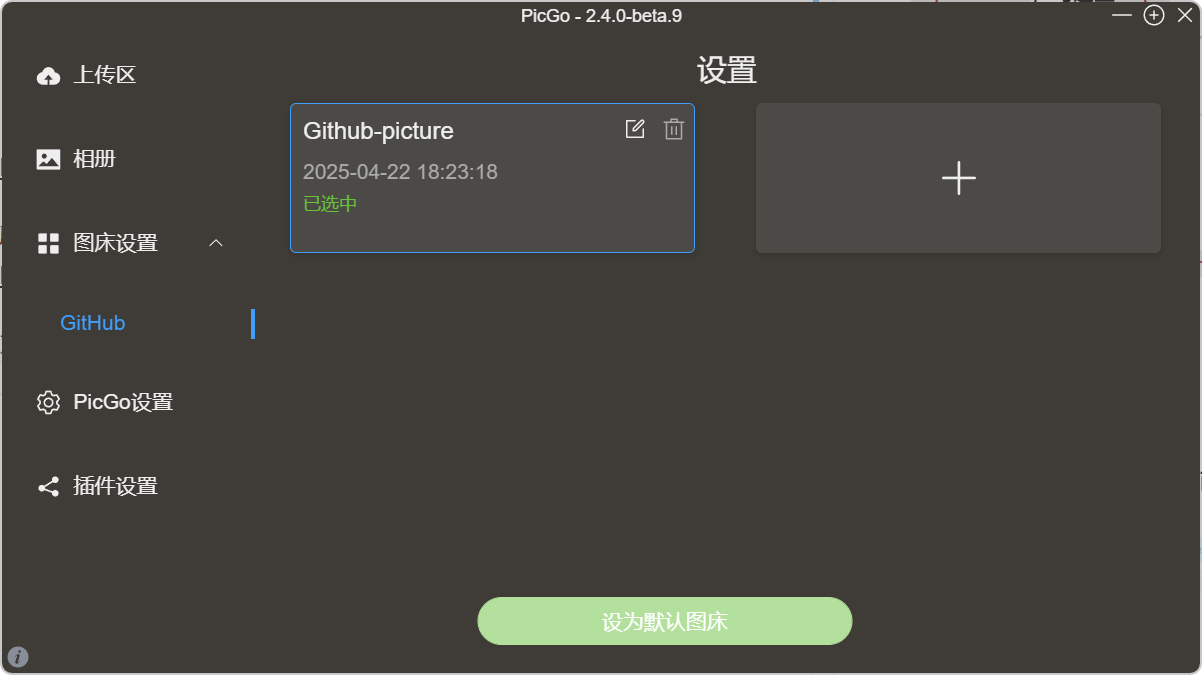 PicGo - 2.4.0-beta.9
上传区
相册
图床设置
GitHub
PicGo设置
插件设置
设置
Github-picture
2025-04-22 18:23:18
已选中
设为默认图床